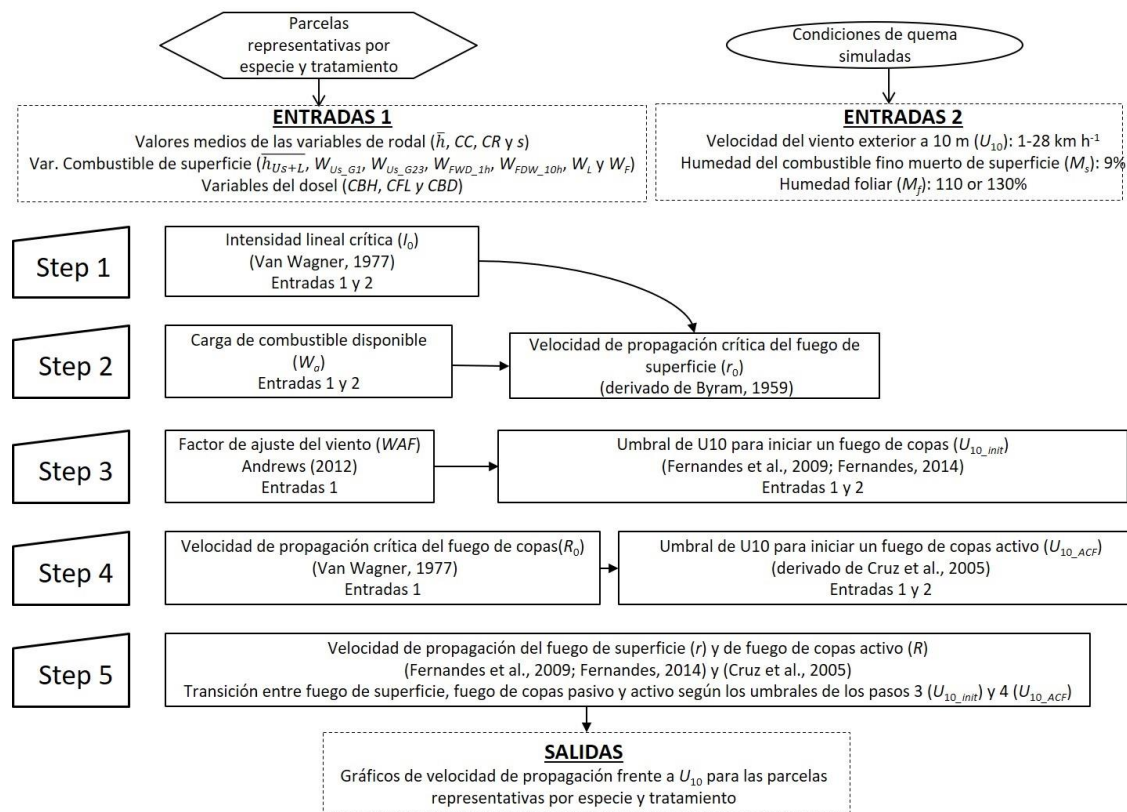 Parcelas
representativas por
especie y tratamiento
Condiciones de quema
simuladas
ENTRADAS 1
Valores medios de las variables de rodal (h̅, CC, CR y s)
Var. Combustible de superficie (h̅_Us+L, W_Us_G1, W_Us_G23, W_FWD_1h, W_FDW_10h, W_L y W_F)
Variables del dosel (CBH, CFL y CBD)
ENTRADAS 2
Velocidad del viento exterior a 10 m (U₁₀): 1-28 km h⁻¹
Humedad del combustible fino muerto de superficie (M_s): 9%
Humedad foliar (M_f): 110 or 130%
Step 1
Intensidad lineal crítica (I₀)
(Van Wagner, 1977)
Entradas 1 y 2
Step 2
Carga de combustible disponible
(W_a)
Entradas 1 y 2
Velocidad de propagación crítica del fuego de
superficie (r₀)
(derivado de Byram, 1959)
Step 3
Factor de ajuste del viento (WAF)
Andrews (2012)
Entradas 1
Umbral de U10 para iniciar un fuego de copas (U₁₀_init)
(Fernandes et al., 2009; Fernandes, 2014)
Entradas 1 y 2
Step 4
Velocidad de propagación crítica del fuego de copas(R₀)
(Van Wagner, 1977)
Entradas 1
Umbral de U10 para iniciar un fuego de copas activo (U₁₀_ACF)
(derivado de Cruz et al., 2005)
Entradas 1 y 2
Step 5
Velocidad de propagación del fuego de superficie (r) y de fuego de copas activo (R)
(Fernandes et al., 2009; Fernandes, 2014) y (Cruz et al., 2005)
Transición entre fuego de superficie, fuego de copas pasivo y activo según los umbrales de los pasos 3 (U₁₀_init) y 4 (U₁₀_ACF)
SALIDAS
Gráficos de velocidad de propagación frente a U₁₀ para las parcelas
representativas por especie y tratamiento